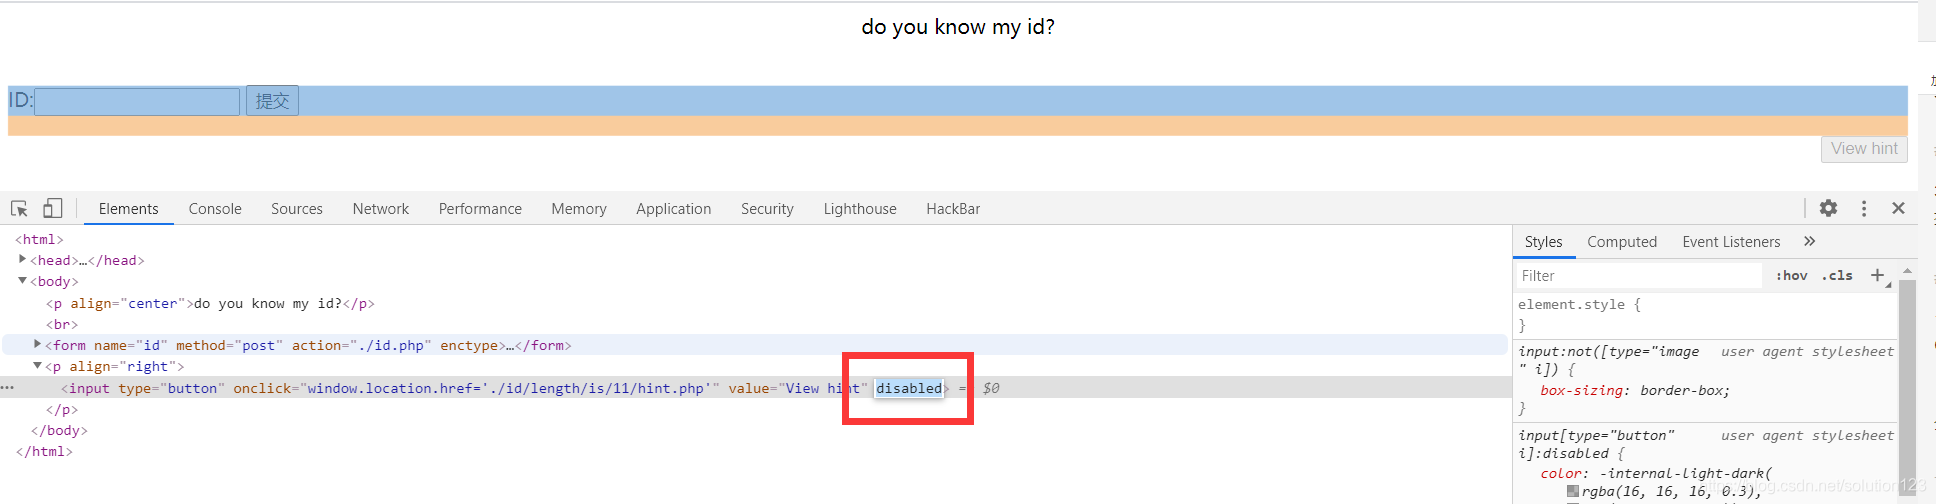 do you know my id?
ID: 提交
View hint
Elements Console Sources Network Performance Memory Application Security Lighthouse HackBar
<html>
<head>…</head>
<body>
<p align="center">do you know my id?</p>
<br>
<form name="id" method="post" action="./id.php" enctype>…</form>
<p align="right">
<input type="button" onclick="window.location.href='./id/length/is/11/hint.php'" value="View hint" disabled> == $0
</p>
</body>
</html>
Styles Computed Event Listeners »
Filter :hov .cls +
element.style {
}
input:not([type="image user agent stylesheet
" i]) {
box-sizing: border-box;
}
input[type="button" user agent stylesheet
i]:disabled {
color: -internal-light-dark(
rgba(16, 16, 16, 0.3),
https://blog.csdn.net/solution123